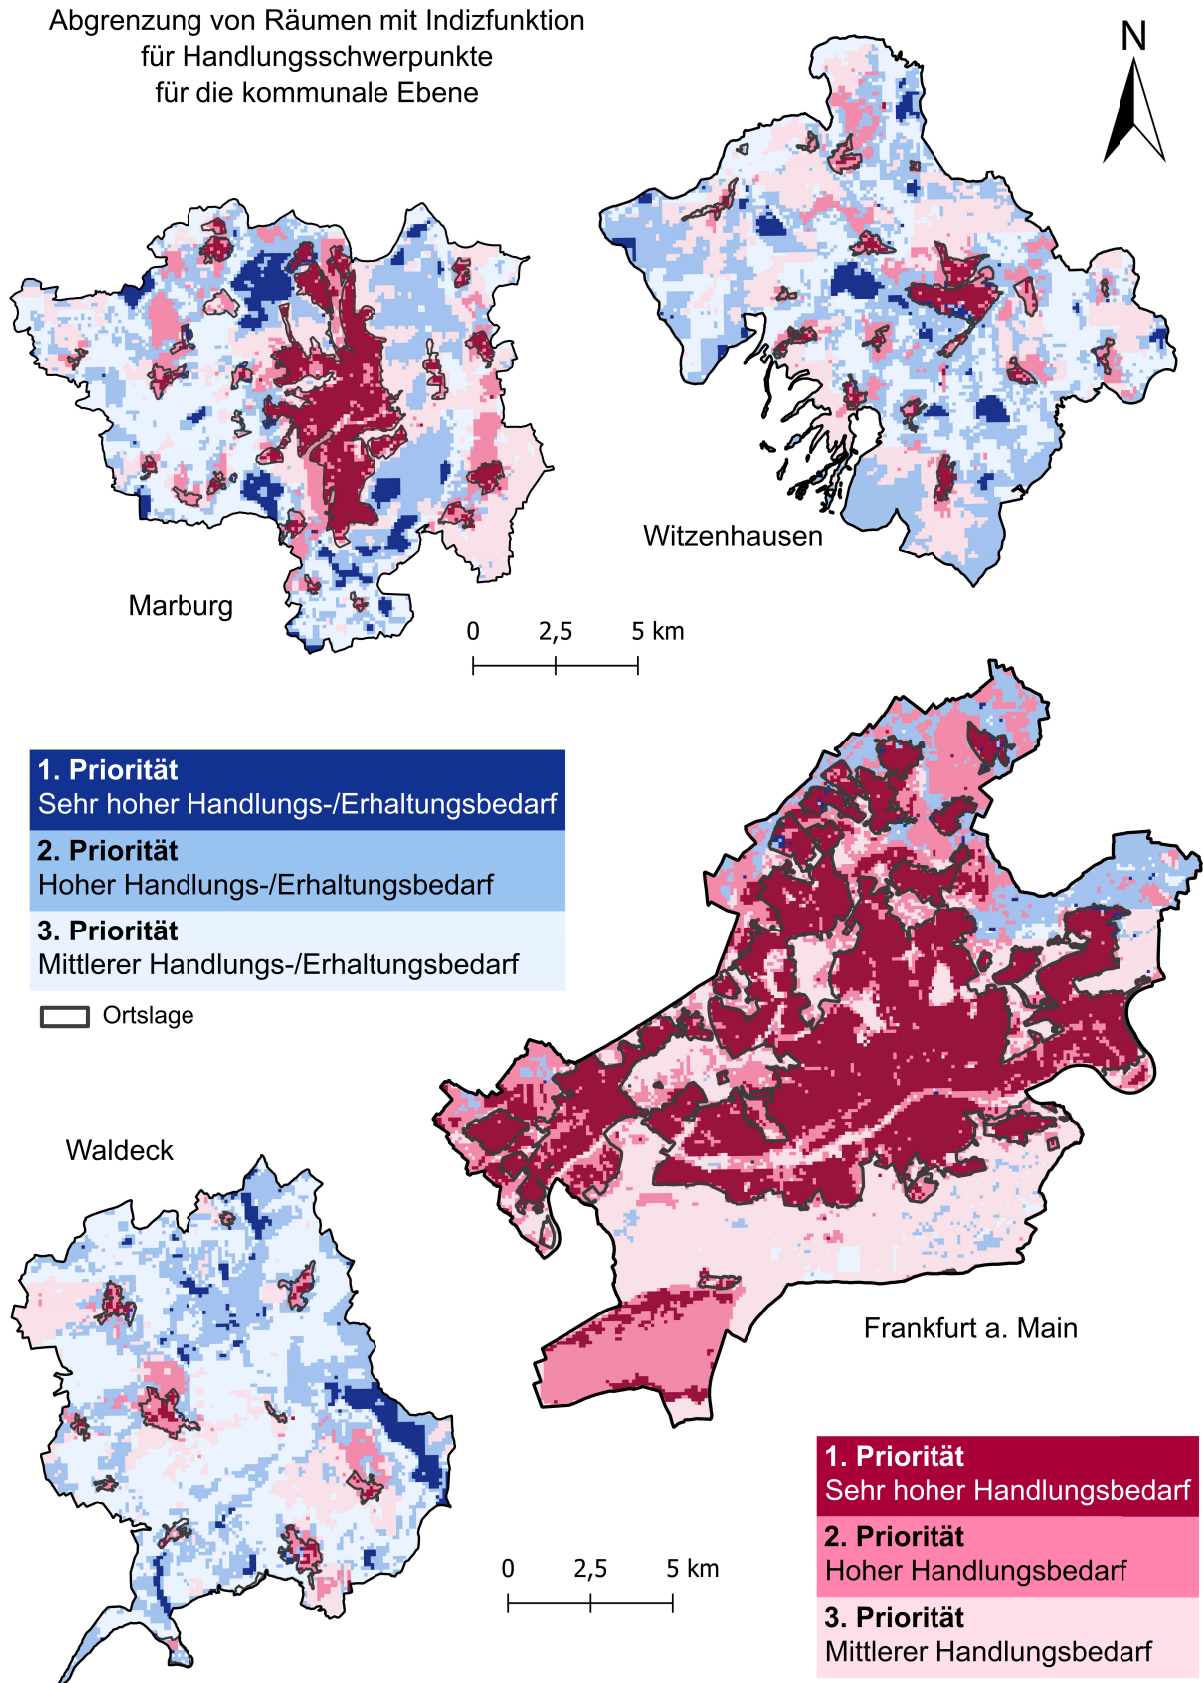 Abgrenzung von Räumen mit Indizfunktion
für Handlungsschwerpunkte
für die kommunale Ebene
N
Witzenhausen
Marburg
0 2,5 5 km
1. Priorität
Sehr hoher Handlungs-/Erhaltungsbedarf
2. Priorität
Hoher Handlungs-/Erhaltungsbedarf
3. Priorität
Mittlerer Handlungs-/Erhaltungsbedarf
Ortslage
Waldeck
Frankfurt a. Main
1. Priorität
Sehr hoher Handlungsbedarf
2. Priorität
Hoher Handlungsbedarf
3. Priorität
Mittlerer Handlungsbedarf
0 2,5 5 km